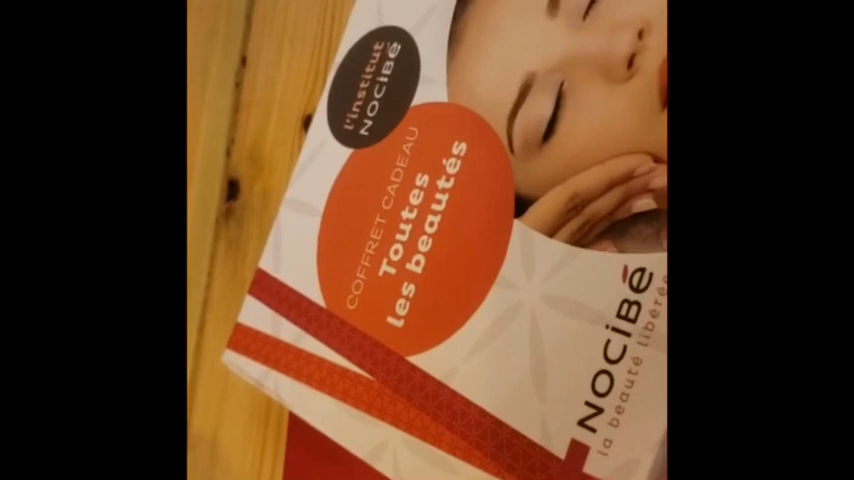 l'institut
NOCiBÉ
COFFRET CADEAU
Toutes
les beautés
NOCiBÉ
la beauté libérée